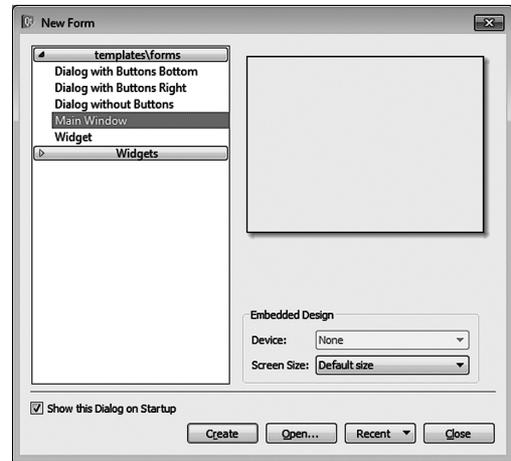 New Form
templates\forms
Dialog with Buttons Bottom
Dialog with Buttons Right
Dialog without Buttons
Main Window
Widget
Widgets
Embedded Design
Device: None
Screen Size: Default size
Show this Dialog on Startup
Create Open... Recent Close